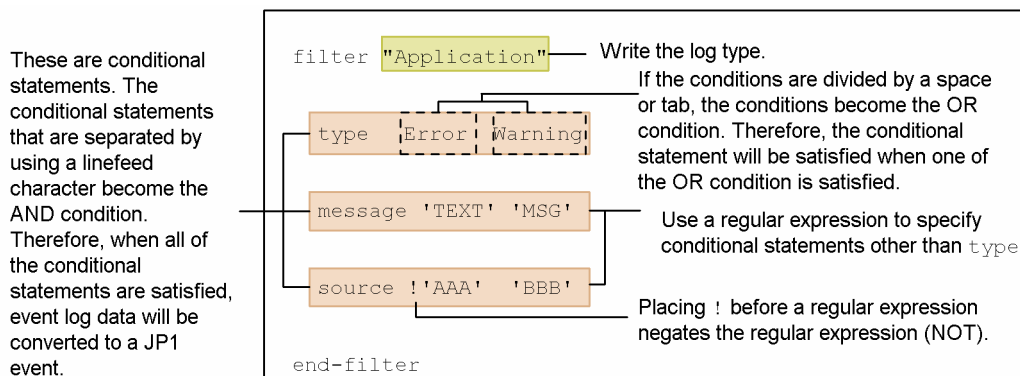 These are conditional
statements. The
conditional statements
that are separated by
using a linefeed
character become the
AND condition.
Therefore, when all of
the conditional
statements are satisfied,
event log data will be
converted to a JP1
event.
filter "Application"
Write the log type.
If the conditions are divided by a space
or tab, the conditions become the OR
condition. Therefore, the conditional
statement will be satisfied when one of
the OR condition is satisfied.
type Error Warning
message 'TEXT' 'MSG'
Use a regular expression to specify
conditional statements other than type
source !'AAA' 'BBB'
Placing ! before a regular expression
negates the regular expression (NOT).
end-filter